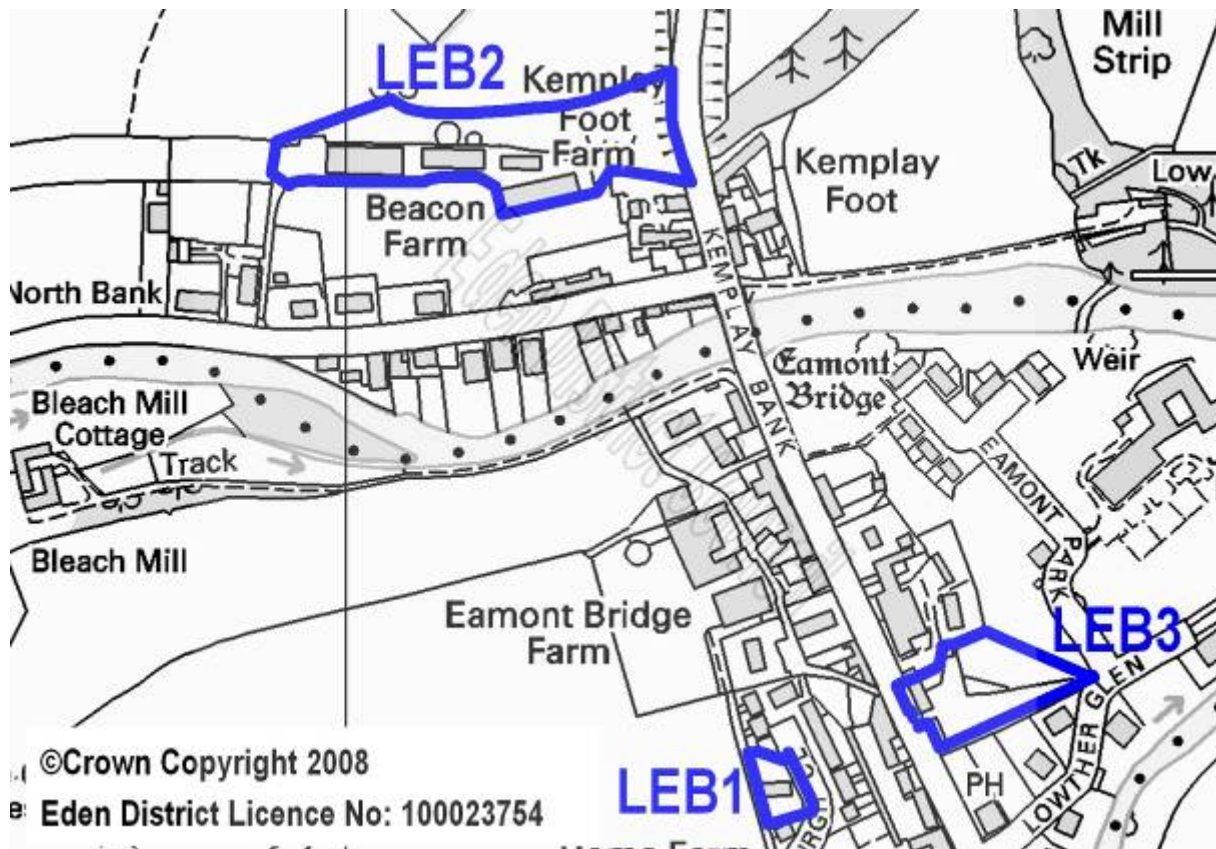 Mill
Strip
LEB2
Kemplay
Foot
Farm
Kemplay
Foot
Tk
Low
Beacon
Farm
North Bank
KEMPLAY BANK
Eamont
Bridge
Weir
Bleach Mill
Cottage
Track
EAMONT PARK
Bleach Mill
Eamont Bridge
Farm
LEB3
LOWTHER GLEN
©Crown Copyright 2008
Eden District Licence No: 100023754
LEB1
PH